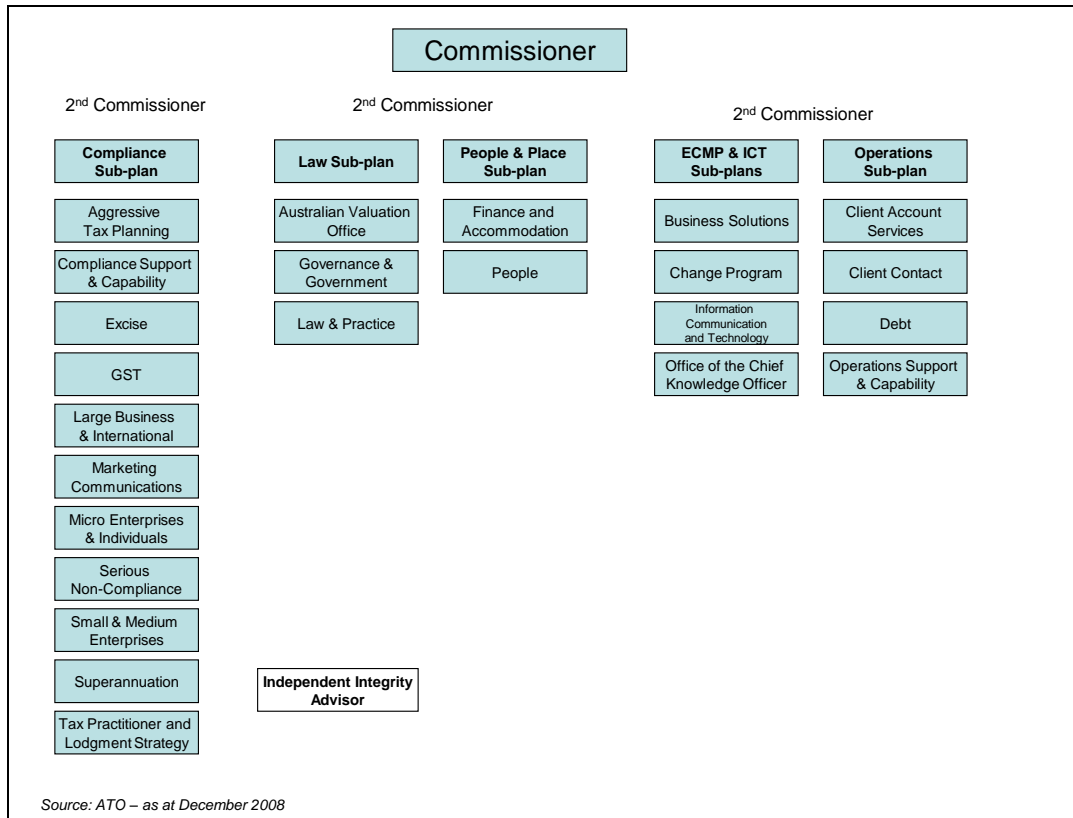 Commissioner
2nd Commissioner
Compliance
Sub-plan
Aggressive
Tax Planning
Compliance Support
& Capability
Excise
GST
Large Business
& International
Marketing
Communications
Micro Enterprises
& Individuals
Serious
Non-Compliance
Small & Medium
Enterprises
Superannuation
Tax Practitioner and
Lodgment Strategy
2nd Commissioner
Law Sub-plan
Australian Valuation
Office
Governance &
Government
Law & Practice
People & Place
Sub-plan
Finance and
Accommodation
People
Independent Integrity
Advisor
2nd Commissioner
ECMP & ICT
Sub-plans
Business Solutions
Change Program
Information
Communication
and Technology
Office of the Chief
Knowledge Officer
Operations
Sub-plan
Client Account
Services
Client Contact
Debt
Operations Support
& Capability
Source: ATO – as at December 2008